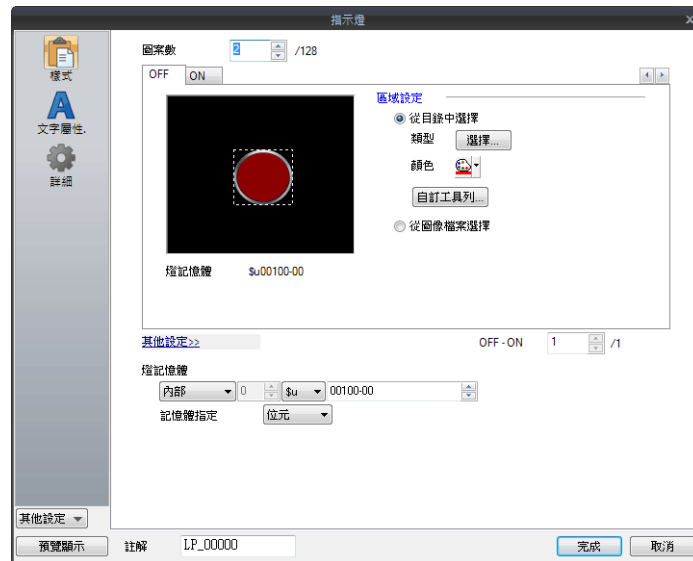 指示燈
樣式
文字屬性.
詳細
圖案數 2 /128
OFF ON
區域設定
從目錄中選擇
類型 選擇...
顏色
自訂工具列...
從圖像檔案選擇
燈記憶體 $u00100-00
其他設定>> OFF - ON 1 /1
燈記憶體
內部 0 $u 00100-00
記憶體指定 位元
其他設定
預覽顯示 註解 LP_00000 完成 取消